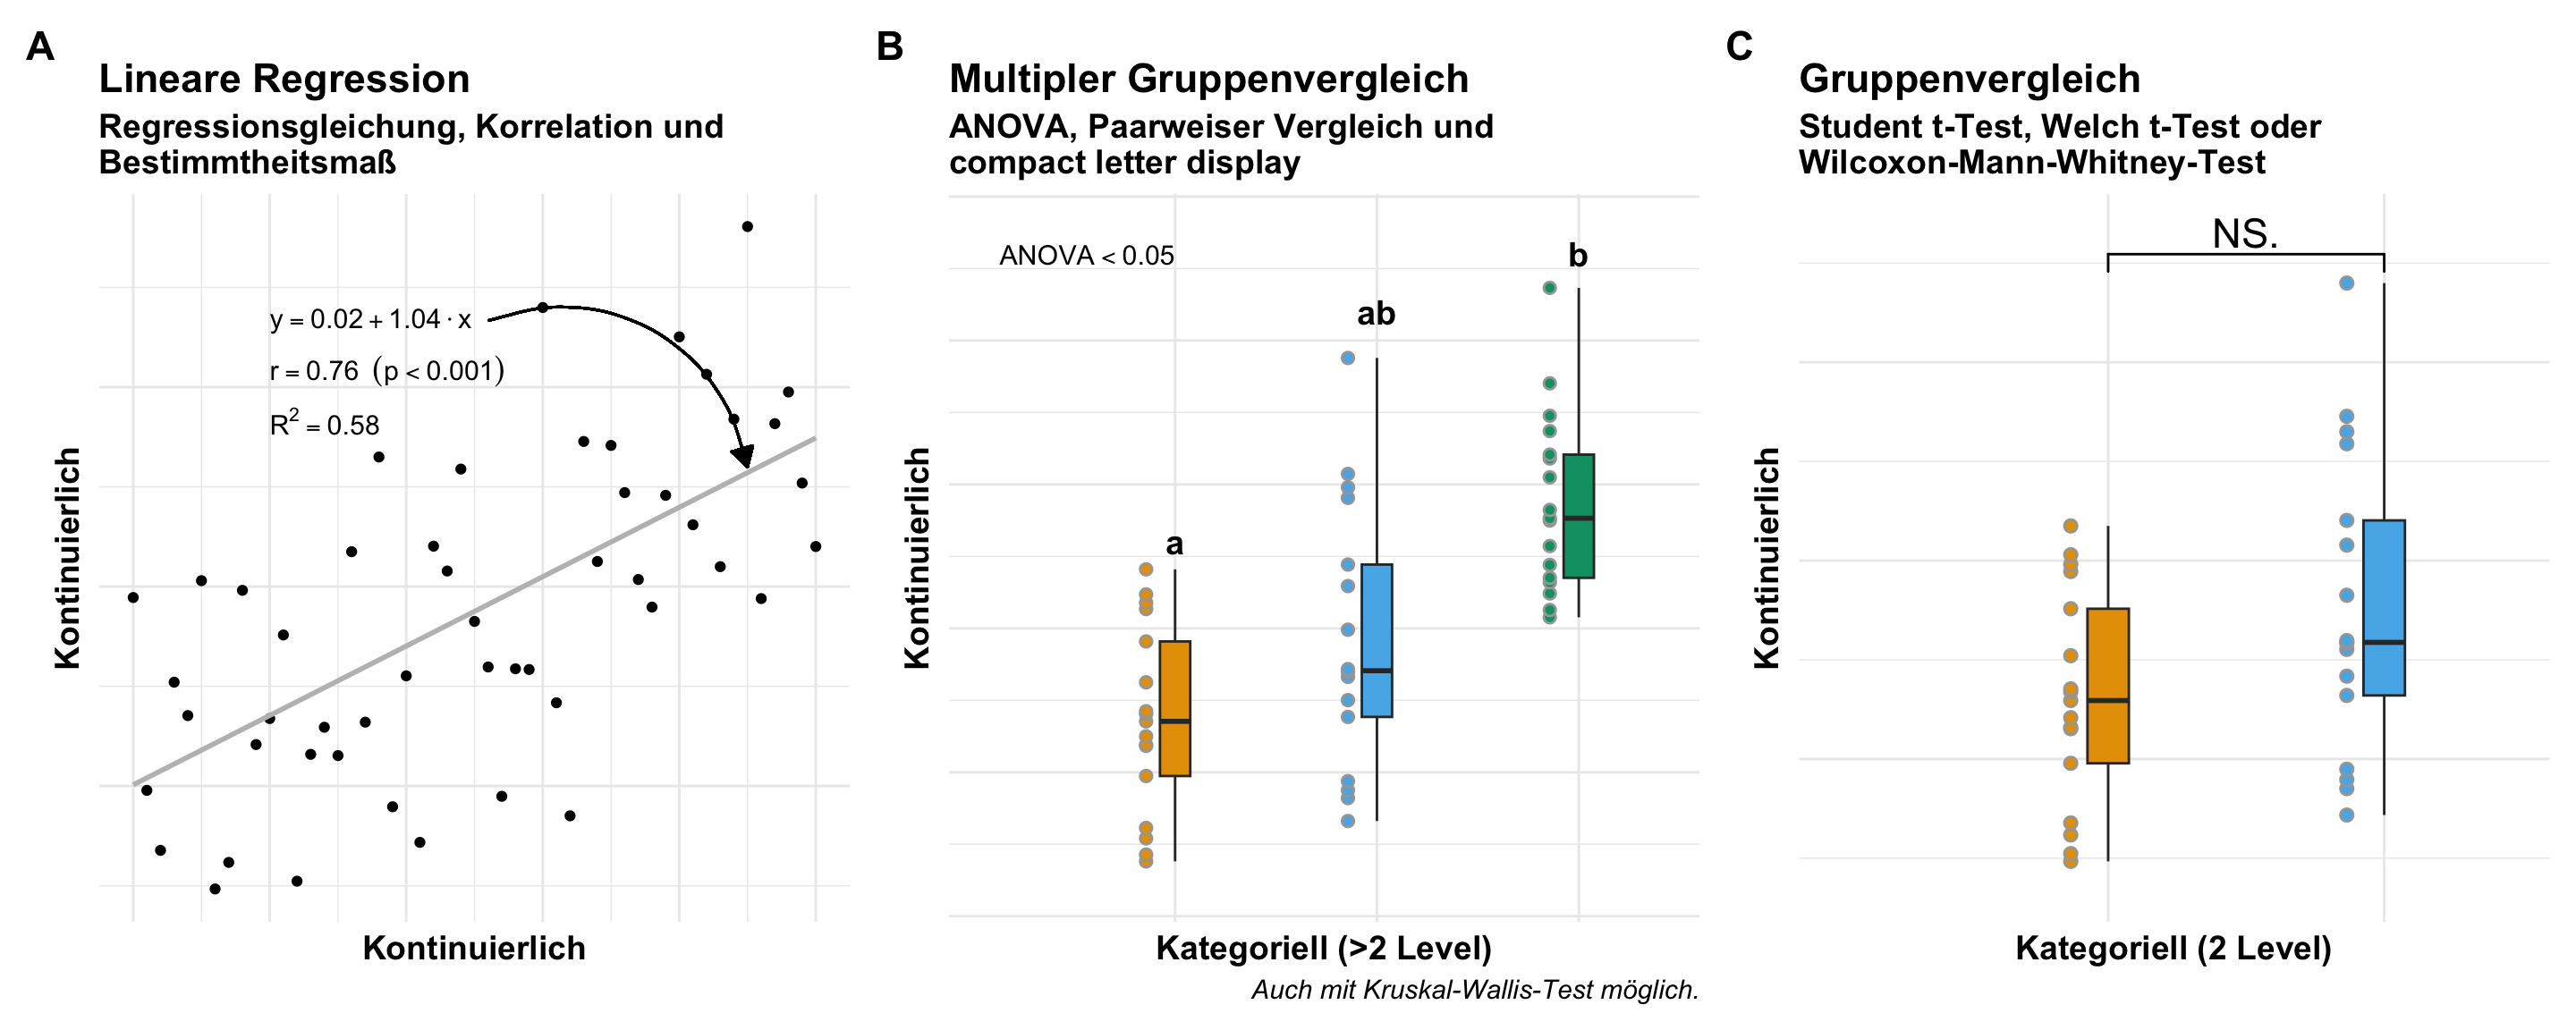 A
Lineare Regression
Regressionsgleichung, Korrelation und
Bestimmtheitsmaß
y = 0.02 + 1.04 · x
r = 0.76 (p < 0.001)
R² = 0.58
Kontinuierlich
Kontinuierlich
B
Multipler Gruppenvergleich
ANOVA, Paarweiser Vergleich und
compact letter display
ANOVA < 0.05
a
ab
b
Kontinuierlich
Kategoriell (>2 Level)
Auch mit Kruskal-Wallis-Test möglich.
C
Gruppenvergleich
Student t-Test, Welch t-Test oder
Wilcoxon-Mann-Whitney-Test
NS.
Kontinuierlich
Kategoriell (2 Level)